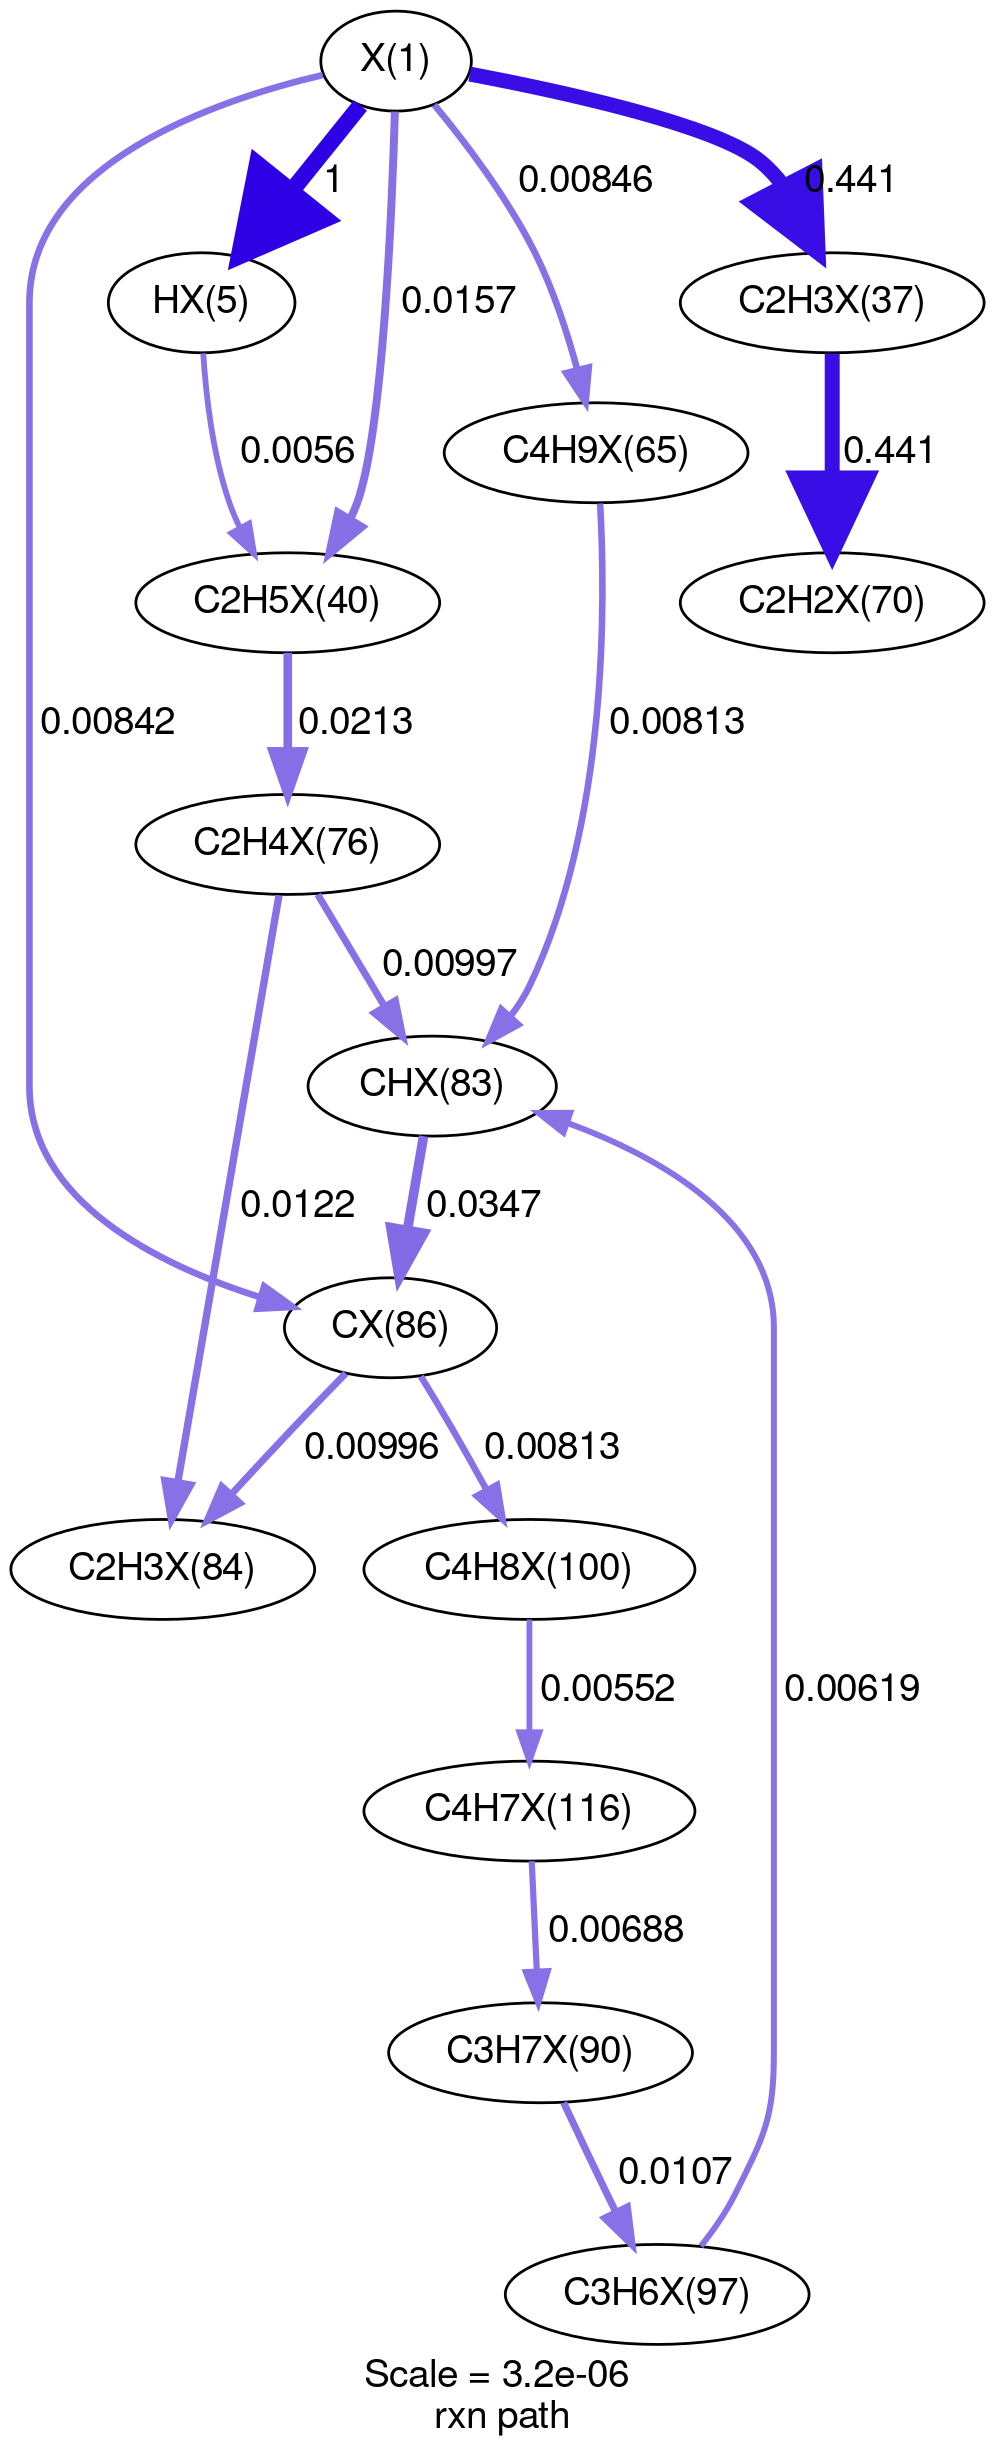 X(1)
1
0.00846
0.441
HX(5)
0.0157
C2H3X(37)
0.0056
C4H9X(65)
0.441
C2H5X(40)
C2H2X(70)
0.00842
0.0213
0.00813
C2H4X(76)
0.00997
CHX(83)
0.0122
0.0347
CX(86)
0.00996
0.00813
C2H3X(84)
C4H8X(100)
0.00552
0.00619
C4H7X(116)
0.00688
C3H7X(90)
0.0107
C3H6X(97)
Scale = 3.2e-06
rxn path